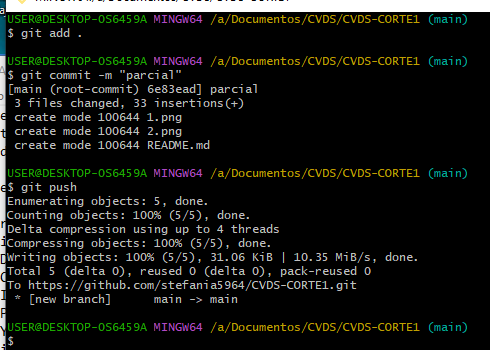 USER@DESKTOP-OS6459A MINGW64 /a/Documentos/CVDS/CVDS-CORTE1 (main)
$ git add .
USER@DESKTOP-OS6459A MINGW64 /a/Documentos/CVDS/CVDS-CORTE1 (main)
$ git commit -m "parcial"
[main (root-commit) 6e83ead] parcial
3 files changed, 33 insertions(+)
create mode 100644 1.png
create mode 100644 2.png
create mode 100644 README.md
USER@DESKTOP-OS6459A MINGW64 /a/Documentos/CVDS/CVDS-CORTE1 (main)
$ git push
Enumerating objects: 5, done.
Counting objects: 100% (5/5), done.
Delta compression using up to 4 threads
Compressing objects: 100% (5/5), done.
Writing objects: 100% (5/5), 31.06 KiB | 10.35 MiB/s, done.
Total 5 (delta 0), reused 0 (delta 0), pack-reused 0
To https://github.com/stefania5964/CVDS-CORTE1.git
* [new branch] main -> main
USER@DESKTOP-OS6459A MINGW64 /a/Documentos/CVDS/CVDS-CORTE1 (main)
$